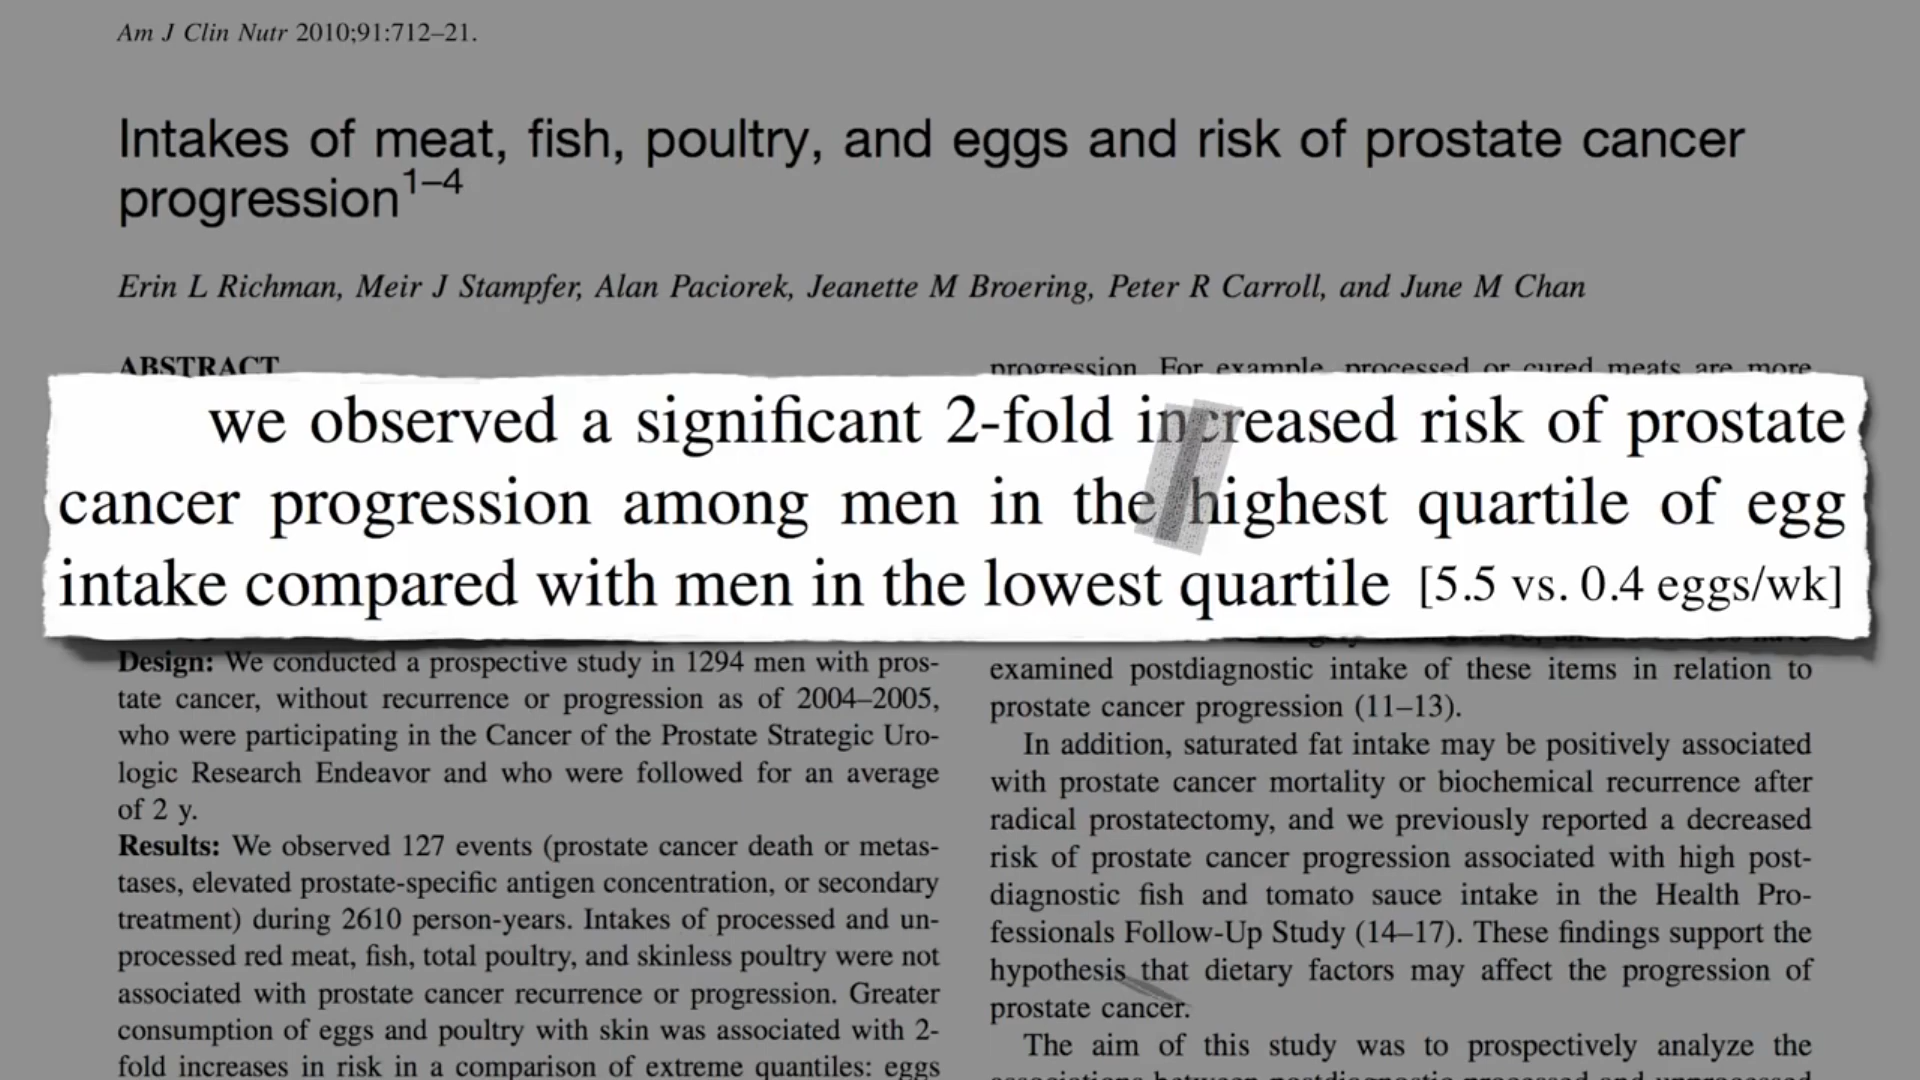 Am J Clin Nutr 2010;91:712–21.
Intakes of meat, fish, poultry, and eggs and risk of prostate cancer
progression1–4
Erin L Richman, Meir J Stampfer, Alan Paciorek, Jeanette M Broering, Peter R Carroll, and June M Chan
ABSTRACT
progression. For example, processed or cured meats are more
we observed a significant 2-fold increased risk of prostate
cancer progression among men in the highest quartile of egg
intake compared with men in the lowest quartile [5.5 vs. 0.4 eggs/wk]
Design: We conducted a prospective study in 1294 men with pros-
tate cancer, without recurrence or progression as of 2004–2005,
who were participating in the Cancer of the Prostate Strategic Uro-
logic Research Endeavor and who were followed for an average
of 2 y.
Results: We observed 127 events (prostate cancer death or metas-
tases, elevated prostate-specific antigen concentration, or secondary
treatment) during 2610 person-years. Intakes of processed and un-
processed red meat, fish, total poultry, and skinless poultry were not
associated with prostate cancer recurrence or progression. Greater
consumption of eggs and poultry with skin was associated with 2-
fold increases in risk in a comparison of extreme quantiles: eggs
examined postdiagnostic intake of these items in relation to
prostate cancer progression (11–13).
In addition, saturated fat intake may be positively associated
with prostate cancer mortality or biochemical recurrence after
radical prostatectomy, and we previously reported a decreased
risk of prostate cancer progression associated with high post-
diagnostic fish and tomato sauce intake in the Health Pro-
fessionals Follow-Up Study (14–17). These findings support the
hypothesis that dietary factors may affect the progression of
prostate cancer.
The aim of this study was to prospectively analyze the